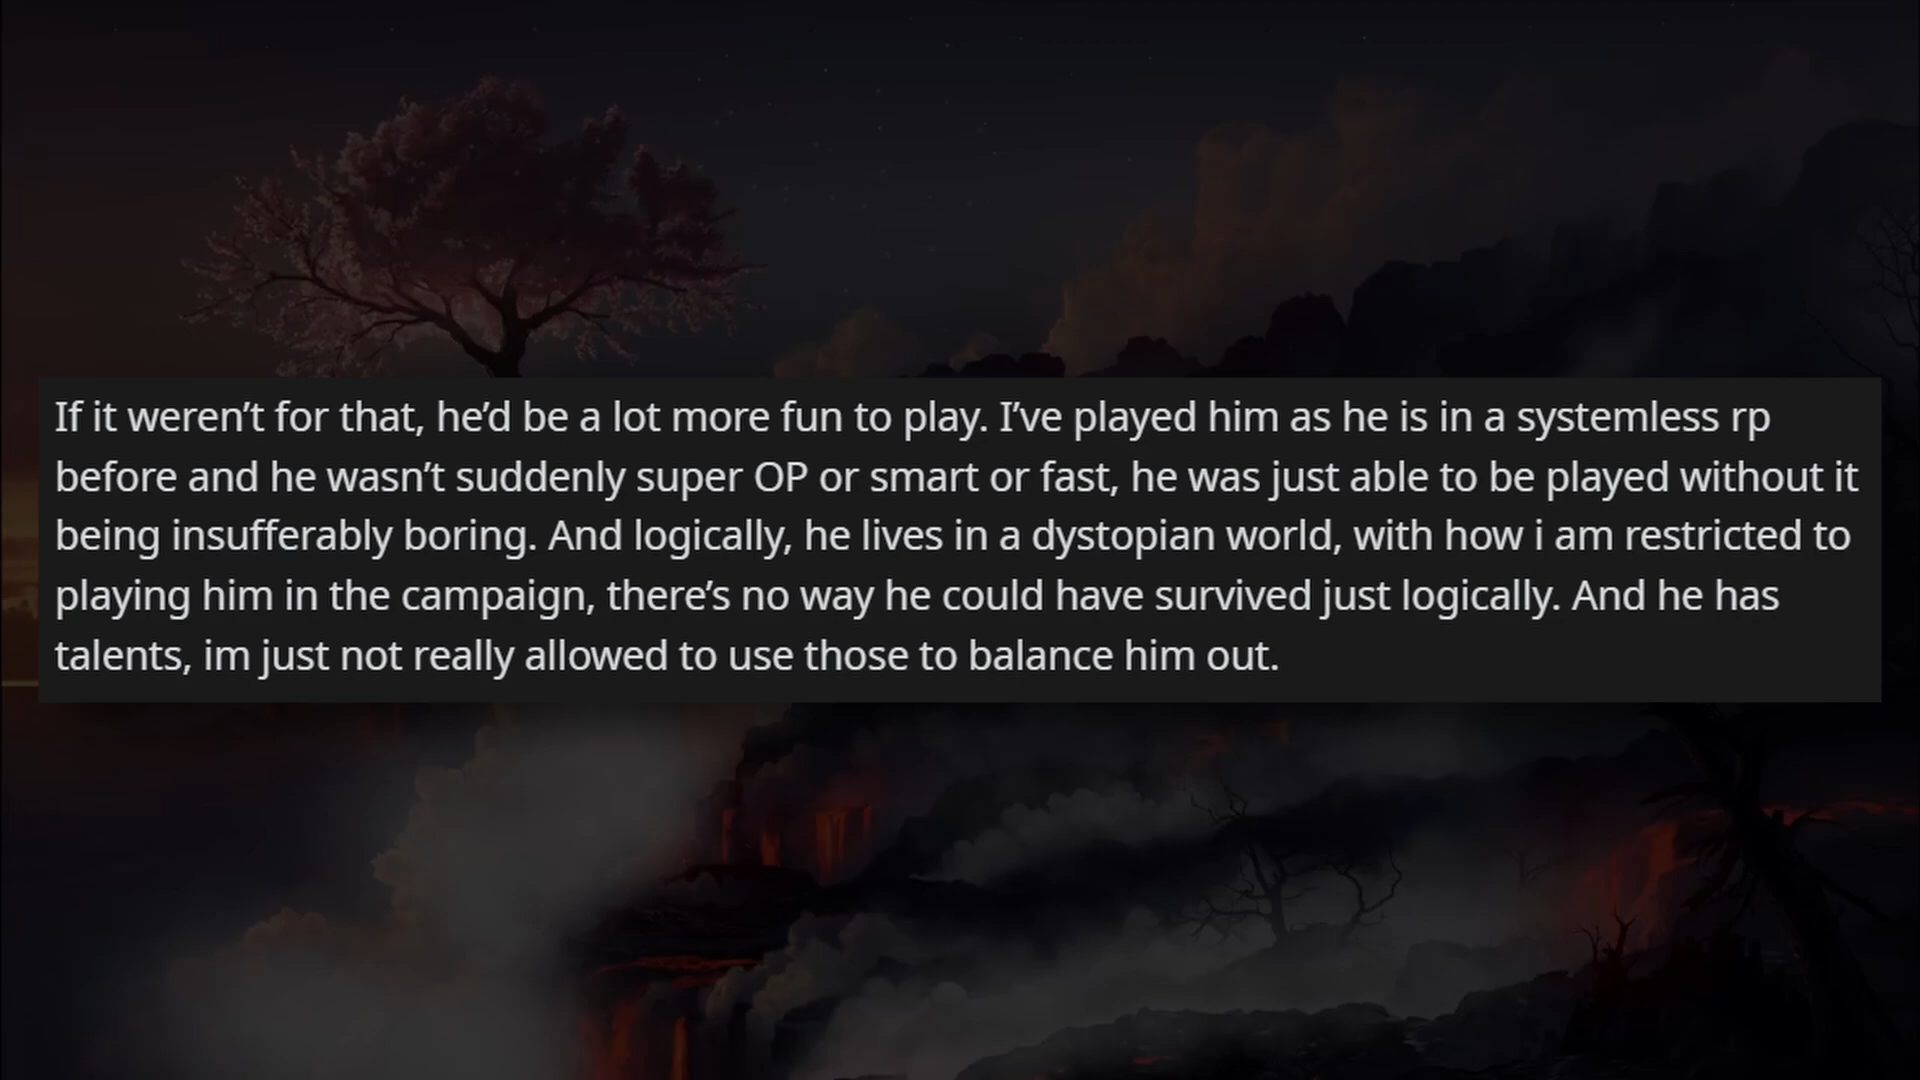 If it weren’t for that, he’d be a lot more fun to play. I’ve played him as he is in a systemless rp
before and he wasn’t suddenly super OP or smart or fast, he was just able to be played without it
being insufferably boring. And logically, he lives in a dystopian world, with how i am restricted to
playing him in the campaign, there’s no way he could have survived just logically. And he has
talents, im just not really allowed to use those to balance him out.